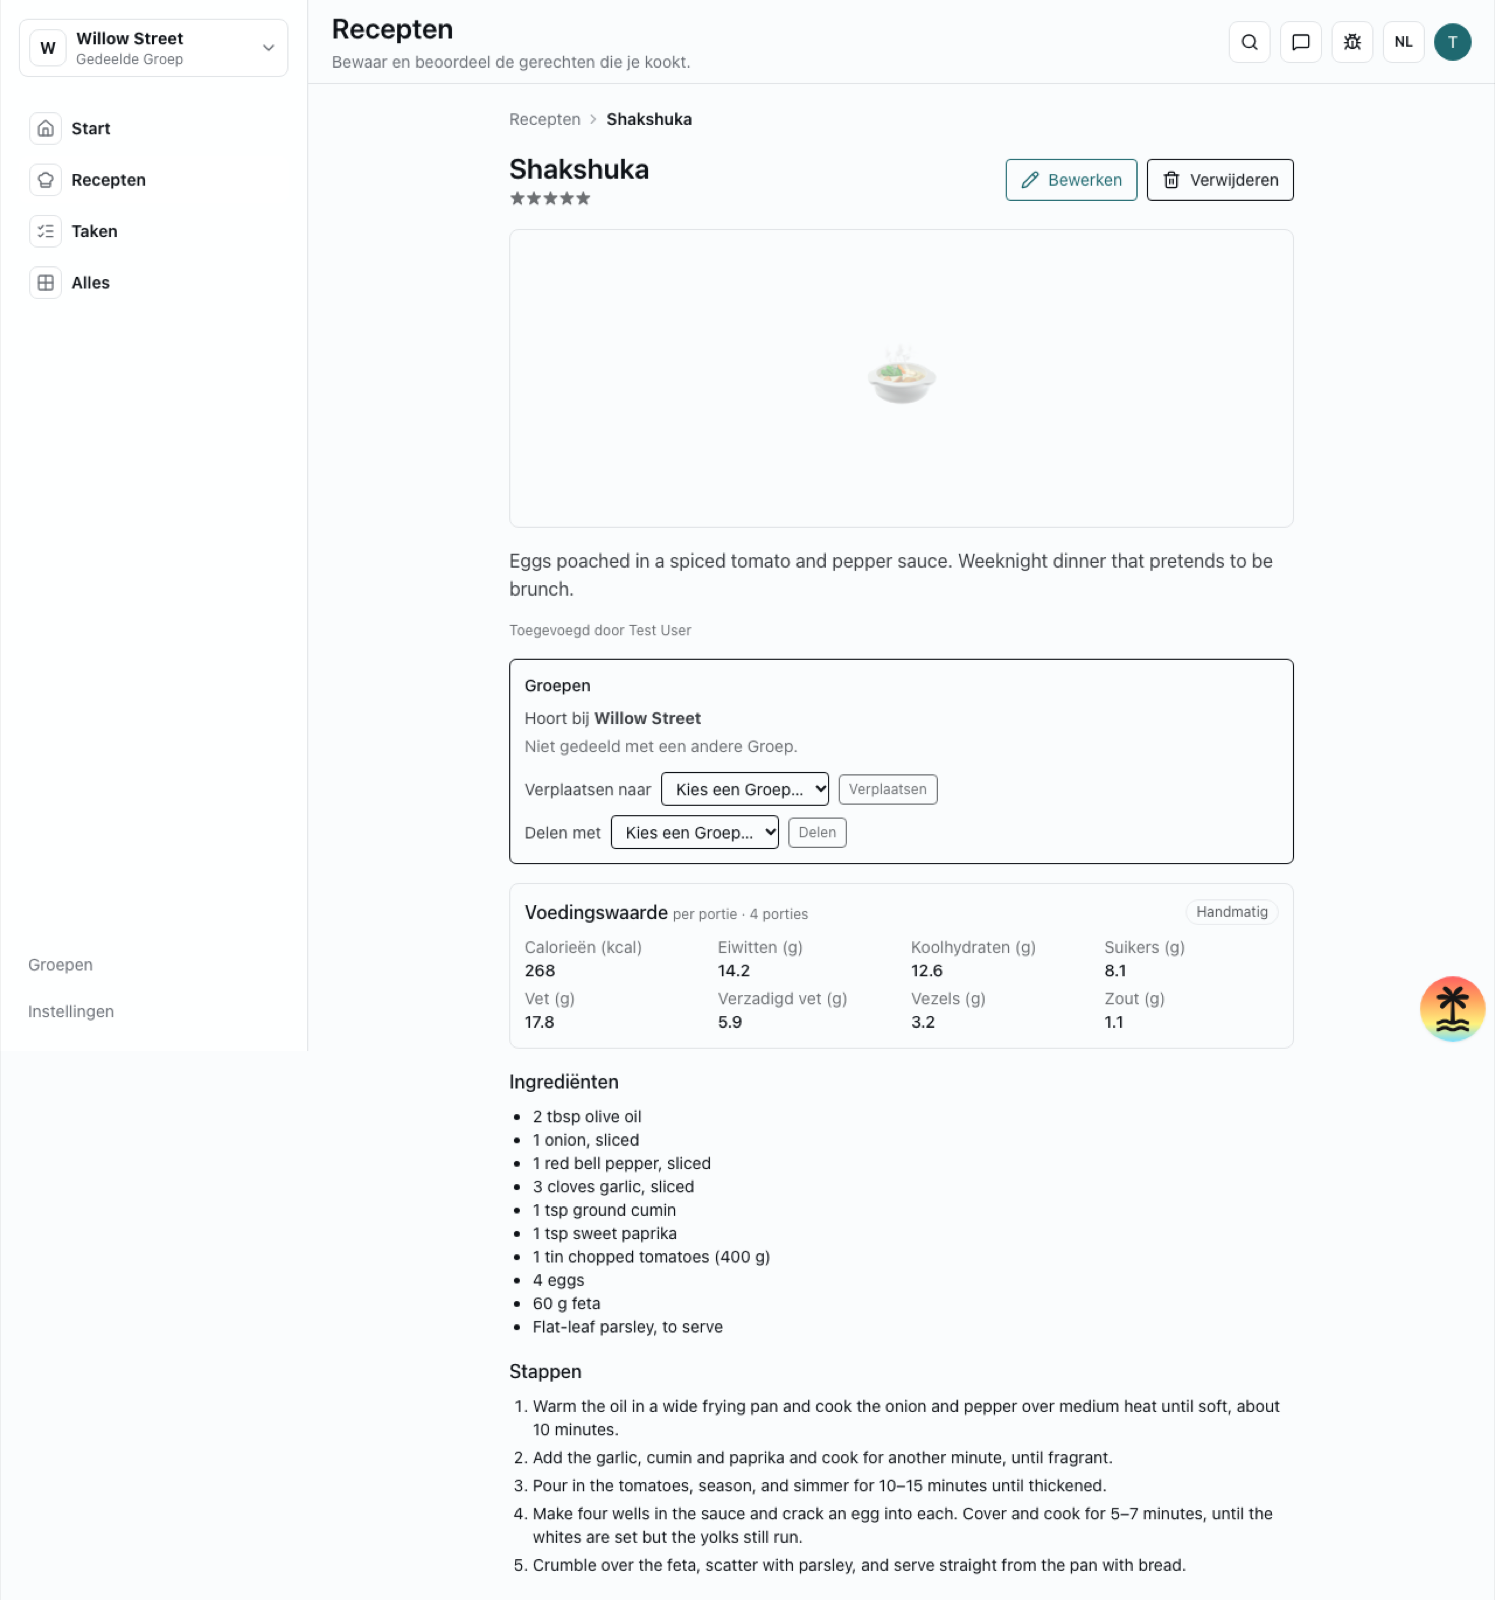 W
Willow Street
Gedeelde Groep
Start
Recepten
Taken
Alles
Groepen
Instellingen
Recepten
Bewaar en beoordeel de gerechten die je kookt.
NL
T
Recepten > Shakshuka
Shakshuka
★★★★★
Bewerken
Verwijderen
Eggs poached in a spiced tomato and pepper sauce. Weeknight dinner that pretends to be
brunch.
Toegevoegd door Test User
Groepen
Hoort bij Willow Street
Niet gedeeld met een andere Groep.
Verplaatsen naar Kies een Groep... Verplaatsen
Delen met Kies een Groep... Delen
Voedingswaarde per portie · 4 porties Handmatig
Calorieën (kcal) Eiwitten (g) Koolhydraten (g) Suikers (g)
268 14.2 12.6 8.1
Vet (g) Verzadigd vet (g) Vezels (g) Zout (g)
17.8 5.9 3.2 1.1
Ingrediënten
• 2 tbsp olive oil
• 1 onion, sliced
• 1 red bell pepper, sliced
• 3 cloves garlic, sliced
• 1 tsp ground cumin
• 1 tsp sweet paprika
• 1 tin chopped tomatoes (400 g)
• 4 eggs
• 60 g feta
• Flat-leaf parsley, to serve
Stappen
1. Warm the oil in a wide frying pan and cook the onion and pepper over medium heat until soft, about
10 minutes.
2. Add the garlic, cumin and paprika and cook for another minute, until fragrant.
3. Pour in the tomatoes, season, and simmer for 10–15 minutes until thickened.
4. Make four wells in the sauce and crack an egg into each. Cover and cook for 5–7 minutes, until the
whites are set but the yolks still run.
5. Crumble over the feta, scatter with parsley, and serve straight from the pan with bread.